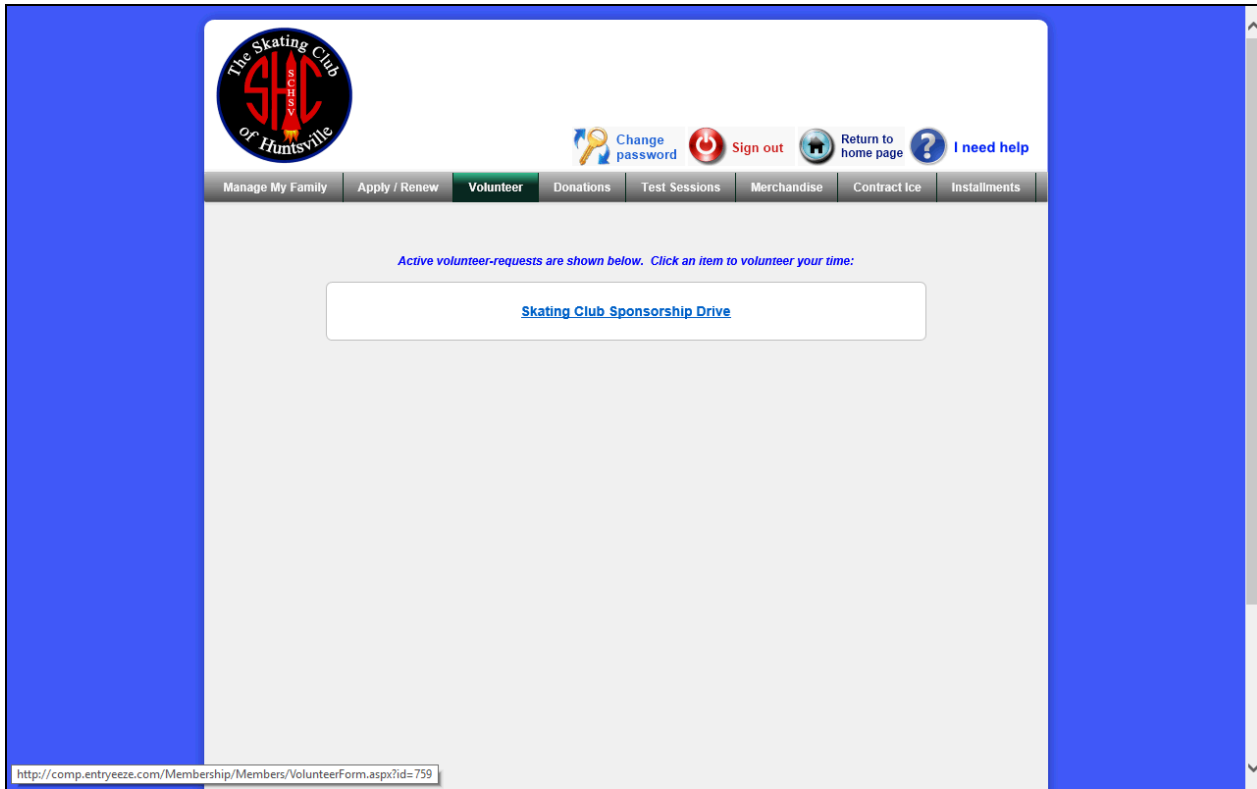 The Skating Club
SHC
SCHSV
of Huntsville
Change
password
Sign out
Return to
home page
?
I need help
Manage My Family Apply / Renew Volunteer Donations Test Sessions Merchandise Contract Ice Installments
Active volunteer-requests are shown below. Click an item to volunteer your time:
Skating Club Sponsorship Drive
http://comp.entryeeze.com/Membership/Members/VolunteerForm.aspx?id=759